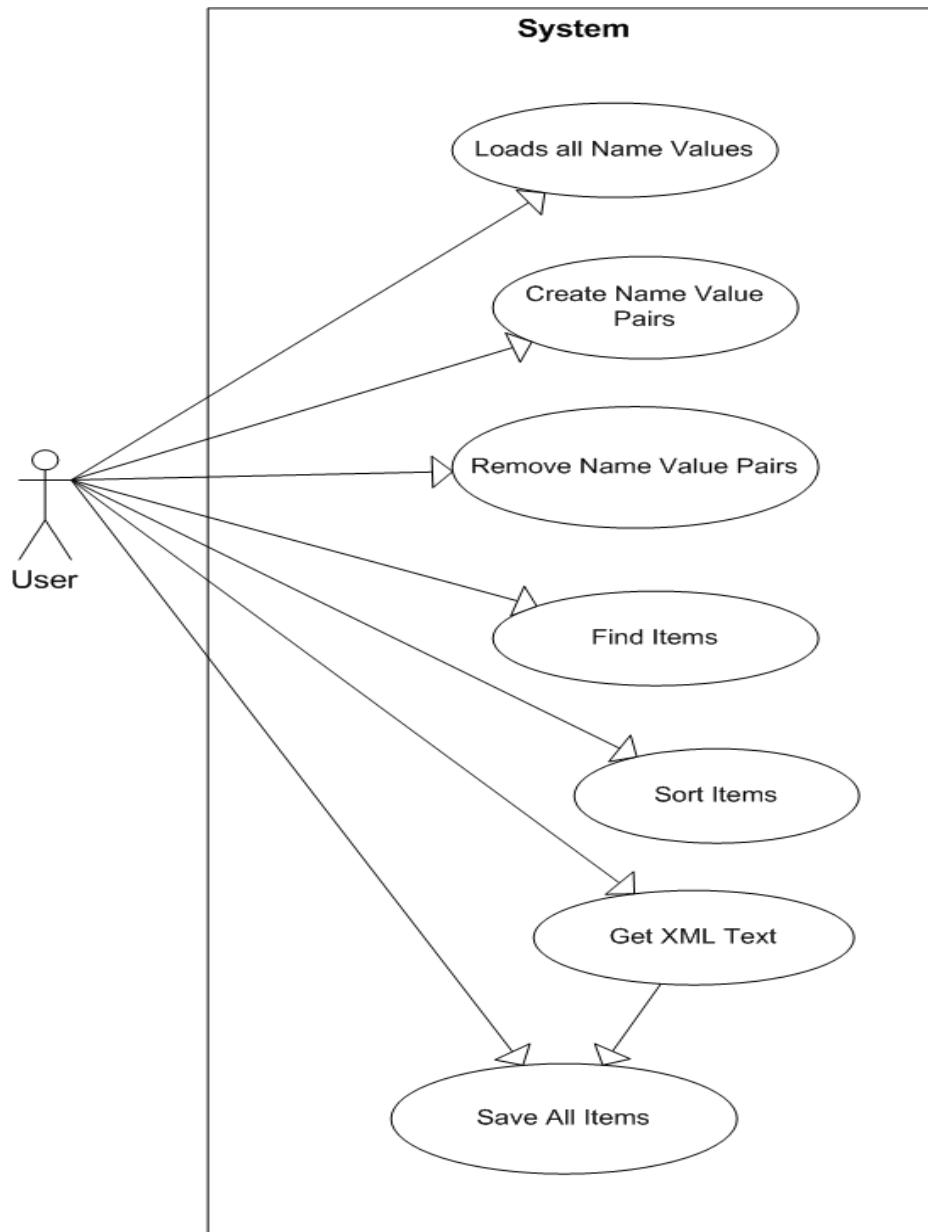 System
Loads all Name Values
Create Name Value
Pairs
Remove Name Value Pairs
User
Find Items
Sort Items
Get XML Text
Save All Items